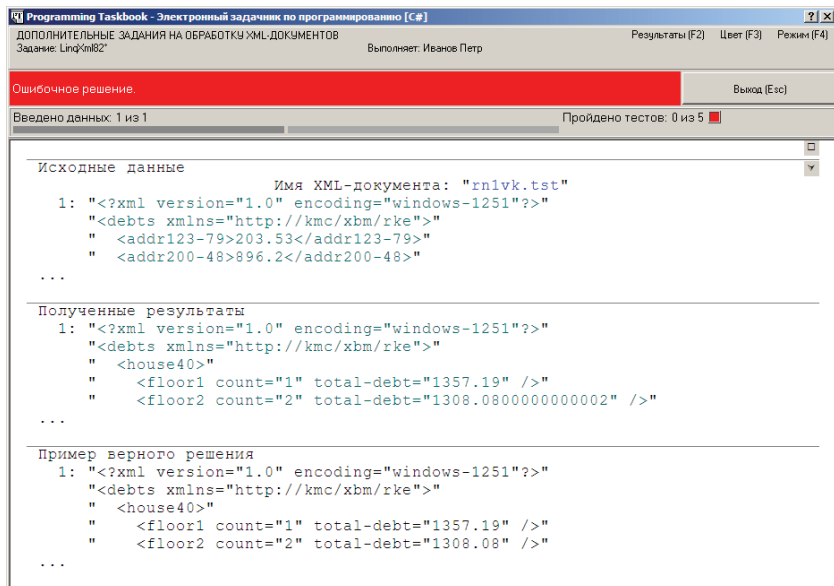 Programming Taskbook - Электронный задачник по программированию [C#]
ДОПОЛНИТЕЛЬНЫЕ ЗАДАНИЯ НА ОБРАБОТКУ XML-ДОКУМЕНТОВ
Результаты (F2) Цвет (F3) Режим (F4)
Задание: LinqXml82° Выполняет: Иванов Петр
Ошибочное решение.
Выход (Esc)
Введено данных: 1 из 1
Пройдено тестов: 0 из 5
Исходные данные
Имя XML-документа: "rn1vk.tst"
1: "<?xml version="1.0" encoding="windows-1251"?>"
"<debts xmlns="http://kmc/xbm/rke">"
" <addr123-79>203.53</addr123-79>"
" <addr200-48>896.2</addr200-48>"
...
Полученные результаты
1: "<?xml version="1.0" encoding="windows-1251"?>"
"<debts xmlns="http://kmc/xbm/rke">"
" <house40>"
" <floor1 count="1" total-debt="1357.19" />"
" <floor2 count="2" total-debt="1308.0800000000002" />"
...
Пример верного решения
1: "<?xml version="1.0" encoding="windows-1251"?>"
"<debts xmlns="http://kmc/xbm/rke">"
" <house40>"
" <floor1 count="1" total-debt="1357.19" />"
" <floor2 count="2" total-debt="1308.08" />"
...